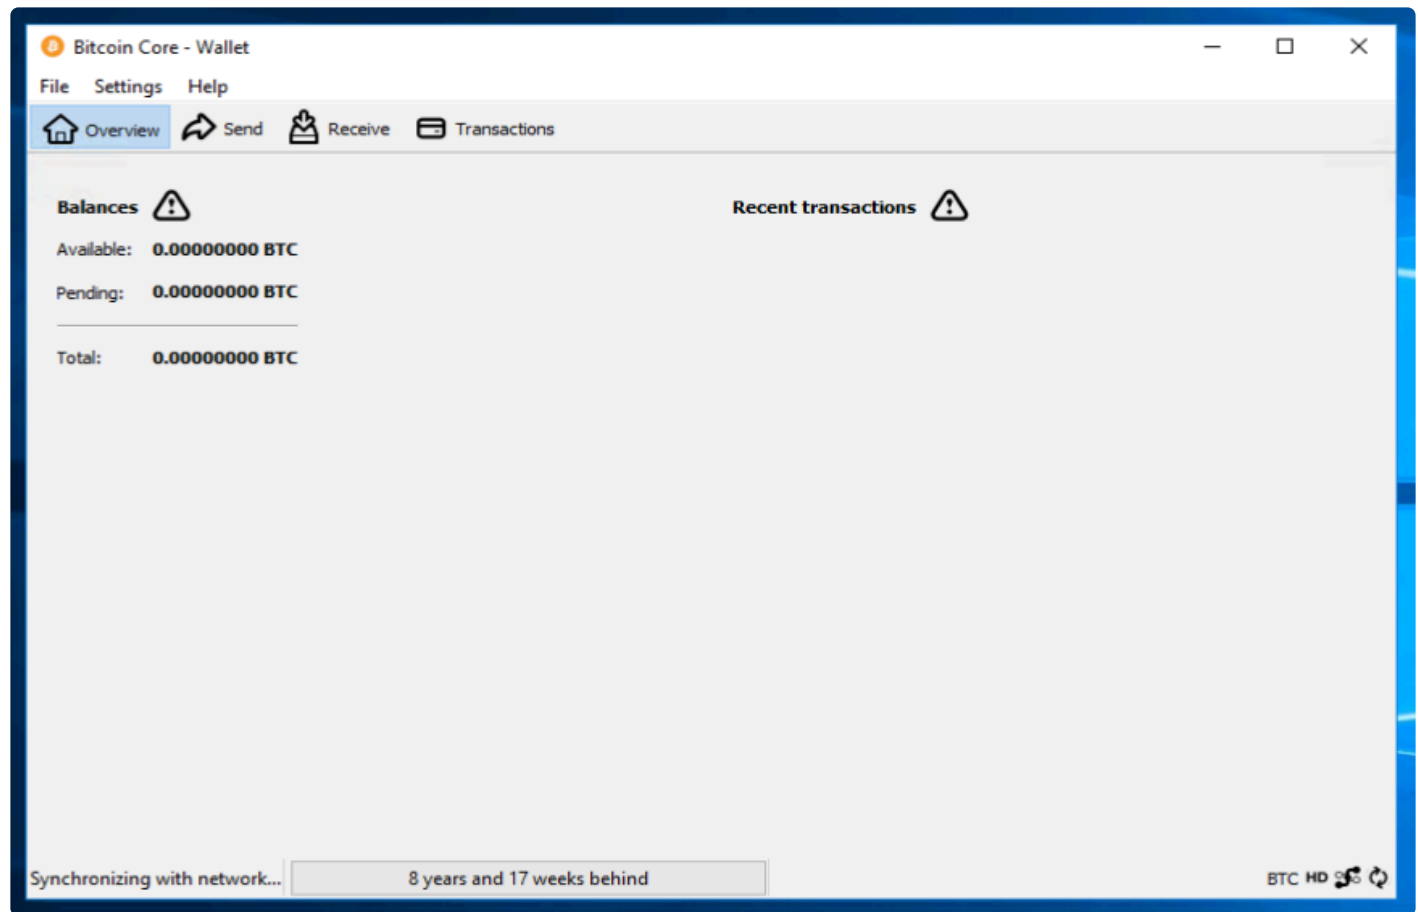 Bitcoin Core - Wallet
File Settings Help
Overview Send Receive Transactions
Balances Recent transactions
Available: 0.00000000 BTC
Pending: 0.00000000 BTC
Total: 0.00000000 BTC
Synchronizing with network... 8 years and 17 weeks behind BTC HD